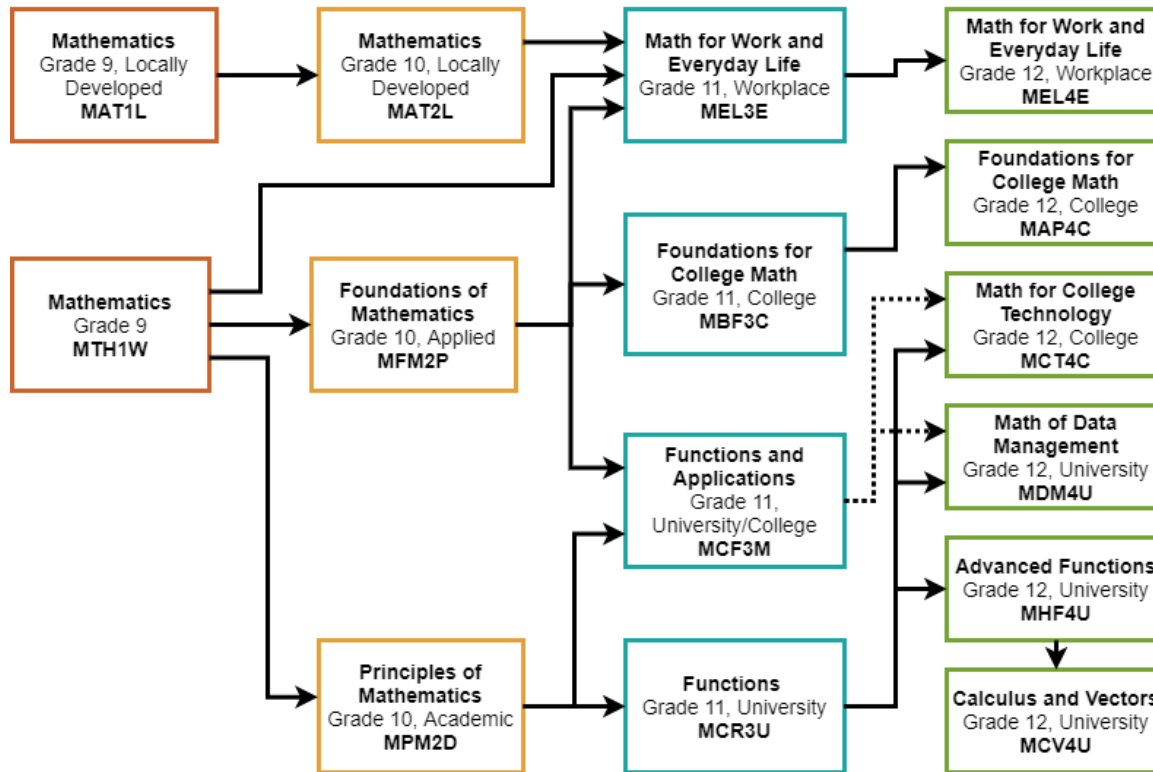 Mathematics
Grade 9, Locally
Developed
MAT1L
Mathematics
Grade 10, Locally
Developed
MAT2L
Math for Work and
Everyday Life
Grade 11, Workplace
MEL3E
Math for Work and
Everyday Life
Grade 12, Workplace
MEL4E
Foundations for
College Math
Grade 12, College
MAP4C
Mathematics
Grade 9
MTH1W
Foundations of
Mathematics
Grade 10, Applied
MFM2P
Foundations for
College Math
Grade 11, College
MBF3C
Math for College
Technology
Grade 12, College
MCT4C
Functions and
Applications
Grade 11,
University/College
MCF3M
Math of Data
Management
Grade 12, University
MDM4U
Advanced Functions
Grade 12, University
MHF4U
Principles of
Mathematics
Grade 10, Academic
MPM2D
Functions
Grade 11, University
MCR3U
Calculus and Vectors
Grade 12, University
MCV4U